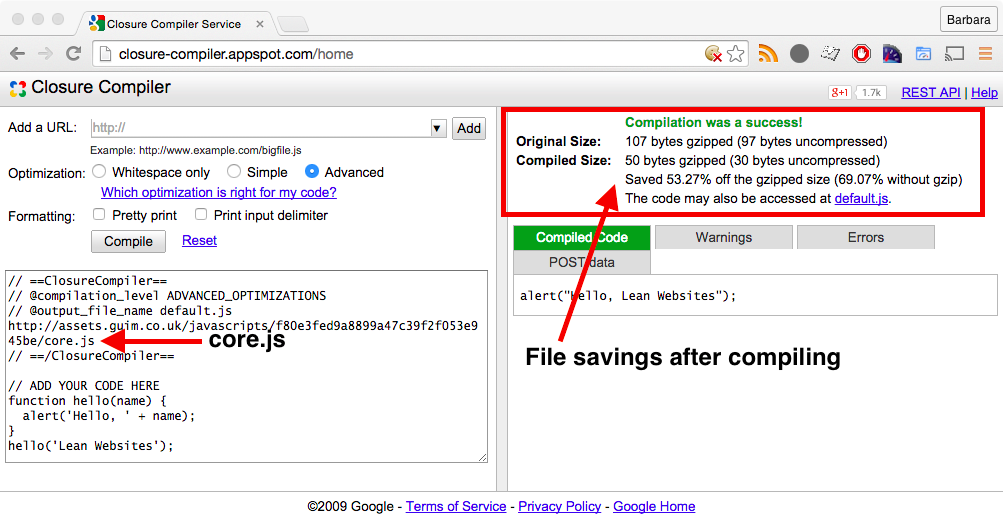 Closure Compiler Service
Barbara
closure-compiler.appspot.com/home
Closure Compiler
g+1
1.7k
REST API | Help
Add a URL:
http://
Add
Example: http://www.example.com/bigfile.js
Optimization:
Whitespace only
Simple
Advanced
Which optimization is right for my code?
Formatting:
Pretty print
Print input delimiter
Compile
Reset
// ==ClosureCompiler==
// @compilation_level ADVANCED_OPTIMIZATIONS
// @output_file_name default.js
http://assets.guim.co.uk/javascripts/f80e3fed9a8899a47c39f2f053e9
45be/core.js
// ==/ClosureCompiler==
// ADD YOUR CODE HERE
function hello(name) {
alert('Hello, ' + name);
}
hello('Lean Websites');
core.js
Compilation was a success!
Original Size: 107 bytes gzipped (97 bytes uncompressed)
Compiled Size: 50 bytes gzipped (30 bytes uncompressed)
Saved 53.27% off the gzipped size (69.07% without gzip)
The code may also be accessed at default.js.
Compiled Code
Warnings
Errors
POST data
alert("Hello, Lean Websites");
File savings after compiling
©2009 Google - Terms of Service - Privacy Policy - Google Home